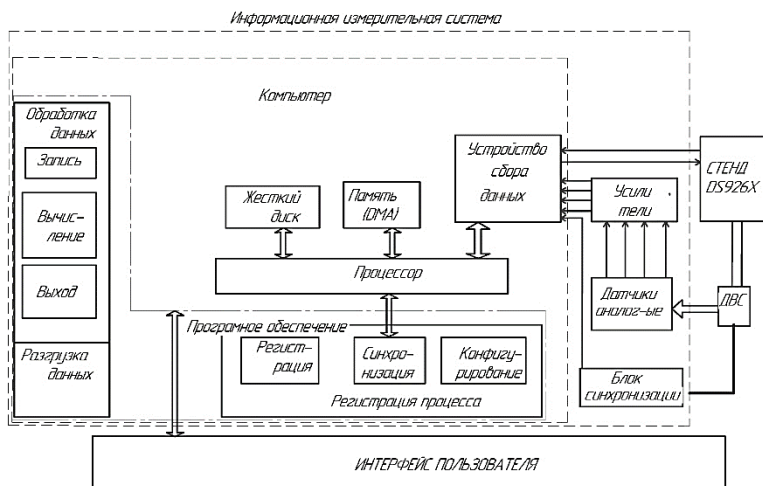 Информационная измерительная система
Компьютер
Обработка
данных
Запись
Вычис-
ление
Выход
Разгрузка
данных
Жесткий
диск
Память
(DMA)
Устройство
сбора
данных
Процессор
Програмное обеспечение
Регист-
рация
Синхро-
низация
Конфигу-
рирование
Регистрация процесса
Усили
тели
Датчики
аналог-ые
СТЕНД
DS926X
ДВС
Блок
синхронизации
ИНТЕРФЕЙС ПОЛЬЗОВАТЕЛЯ